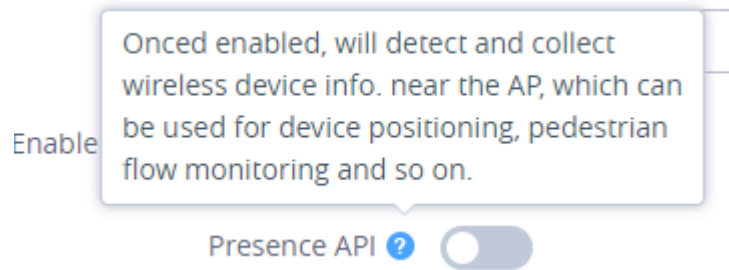 Onced enabled, will detect and collect
wireless device info. near the AP, which can
be used for device positioning, pedestrian
flow monitoring and so on.
Enable
Presence API ?